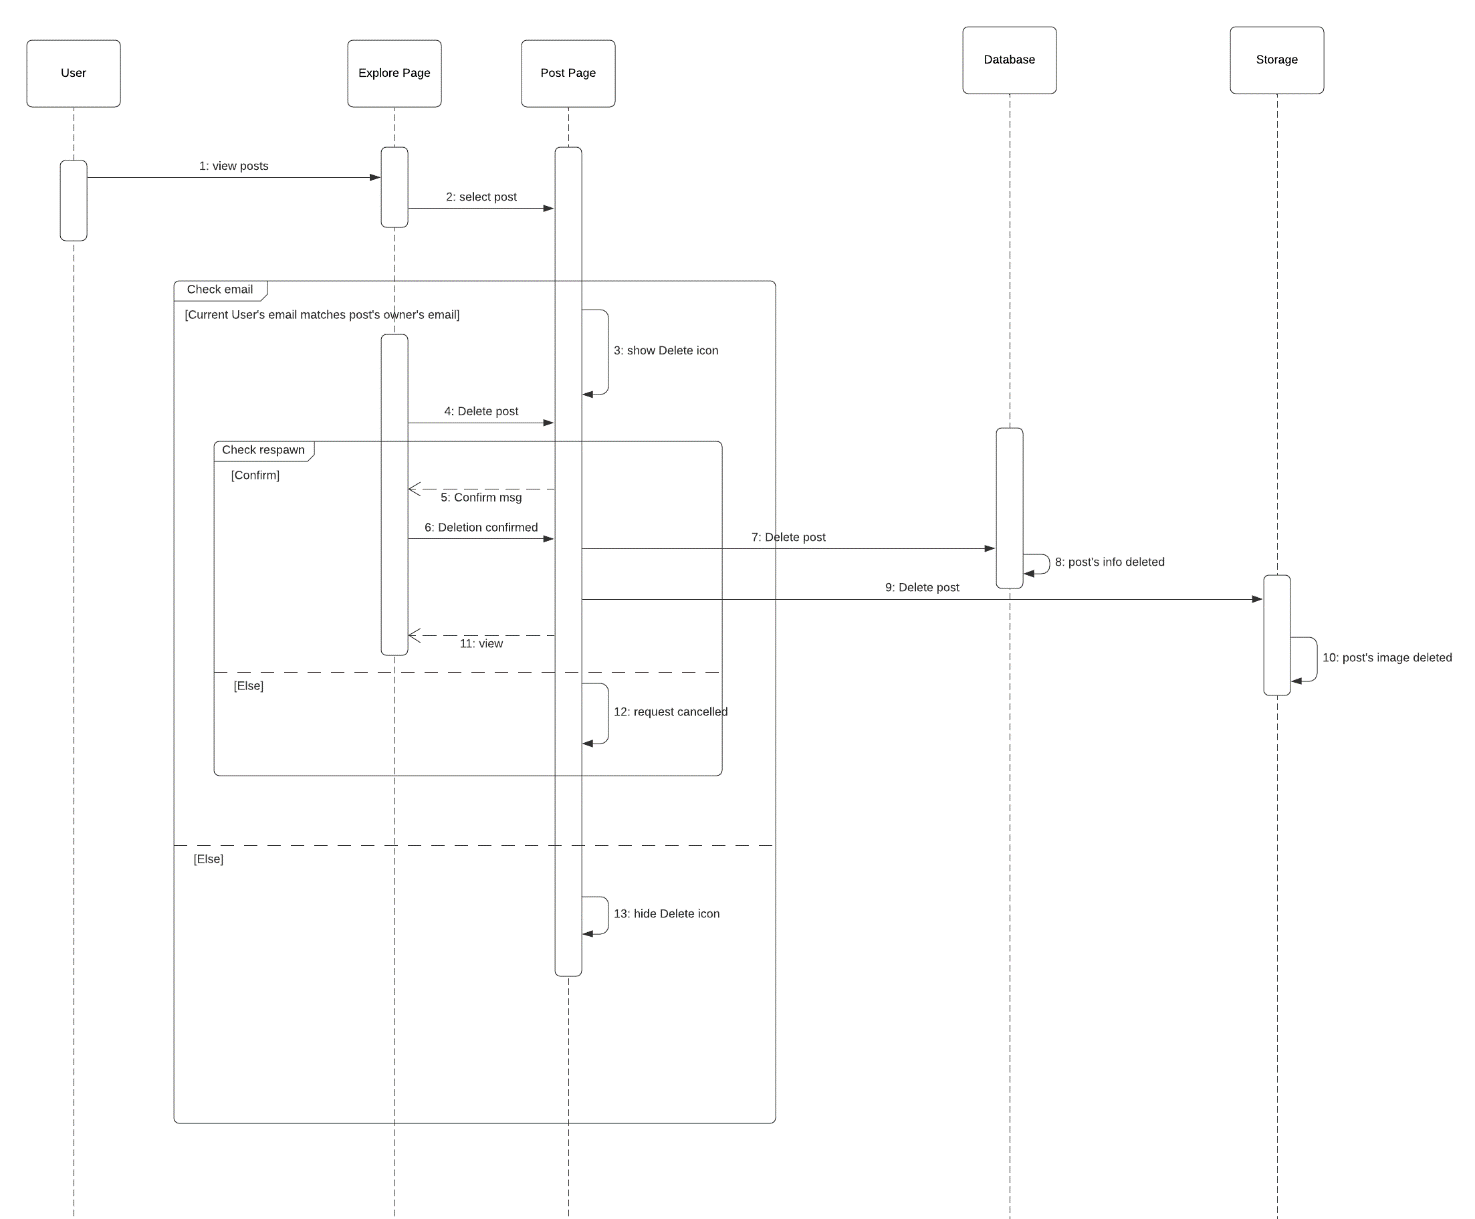 User
Explore Page
Post Page
Database
Storage
1: view posts
2: select post
Check email
[Current User's email matches post's owner's email]
3: show Delete icon
4: Delete post
Check respawn
[Confirm]
5: Confirm msg
6: Deletion confirmed
7: Delete post
8: post's info deleted
9: Delete post
11: view
10: post's image deleted
[Else]
12: request cancelled
[Else]
13: hide Delete icon